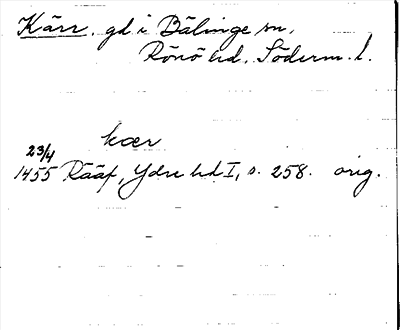 Kärr. gd i Bälinge sn,
Rönö hd. Söderm. l.
kær
23/4
1455 Rääf, Ydre hd I, s. 258. orig.